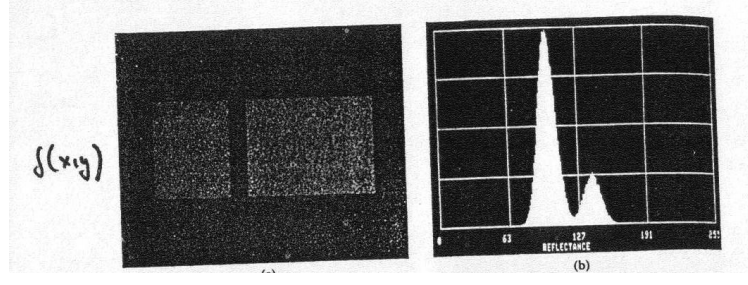 f(x,y)
0 63 127 191 255
REFLECTANCE
(a)
(b)